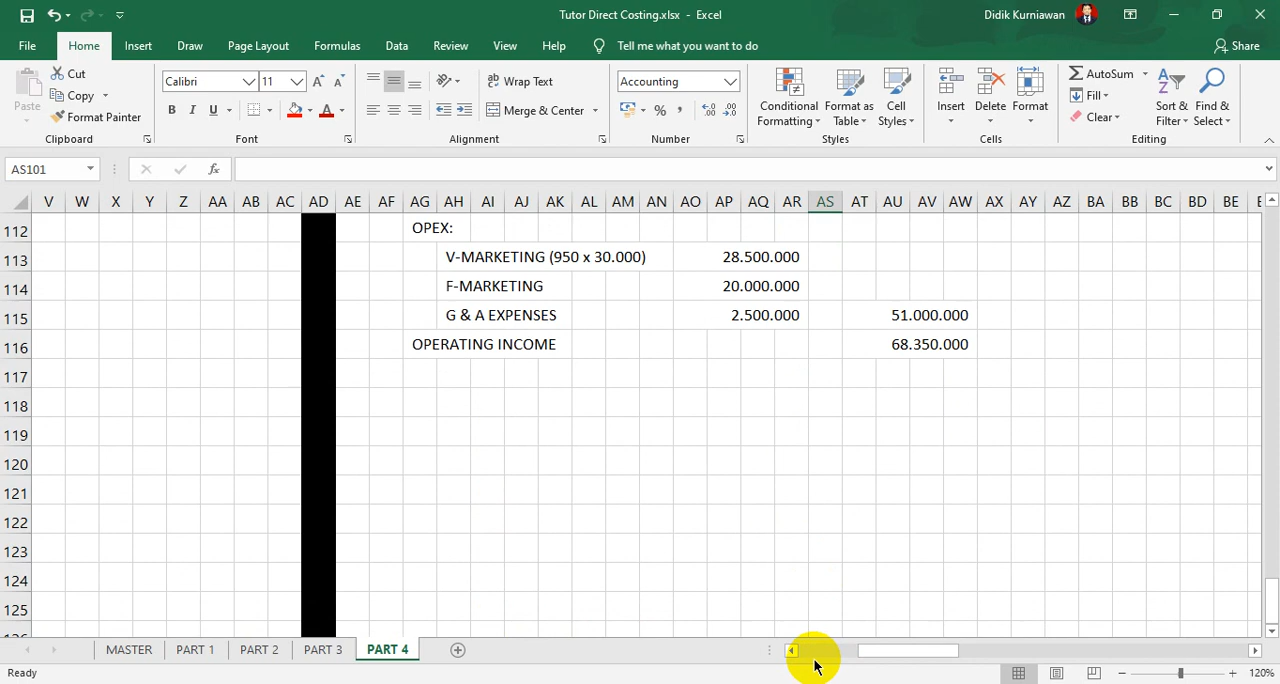 Tutor Direct Costing.xlsx - Excel
Didik Kurniawan
File Home Insert Draw Page Layout Formulas Data Review View Help Tell me what you want to do Share
Paste
Cut
Copy
Format Painter
Clipboard
Calibri 11
B I U
Font
Wrap Text
Merge & Center
Alignment
Accounting
Number
Conditional Formatting
Format as Table
Cell Styles
Styles
Insert Delete Format
Cells
AutoSum
Fill
Clear
Sort & Filter
Find & Select
Editing
AS101 fx
V W X Y Z AA AB AC AD AE AF AG AH AI AJ AK AL AM AN AO AP AQ AR AS AT AU AV AW AX AY AZ BA BB BC BD BE
112 OPEX:
113 V-MARKETING (950 x 30.000) 28.500.000
114 F-MARKETING 20.000.000
115 G & A EXPENSES 2.500.000 51.000.000
116 OPERATING INCOME 68.350.000
117
118
119
120
121
122
123
124
125
MASTER PART 1 PART 2 PART 3 PART 4
Ready 120%